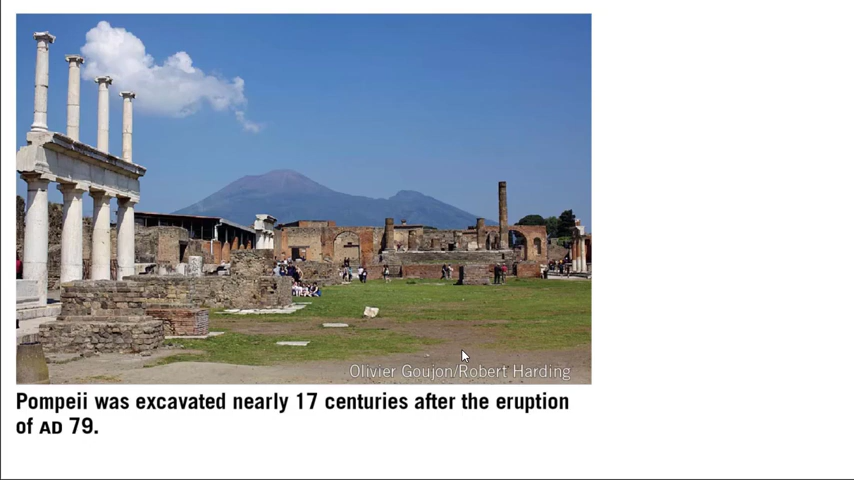 Olivier Goujon/Robert Harding
Pompeii was excavated nearly 17 centuries after the eruption
of AD 79.